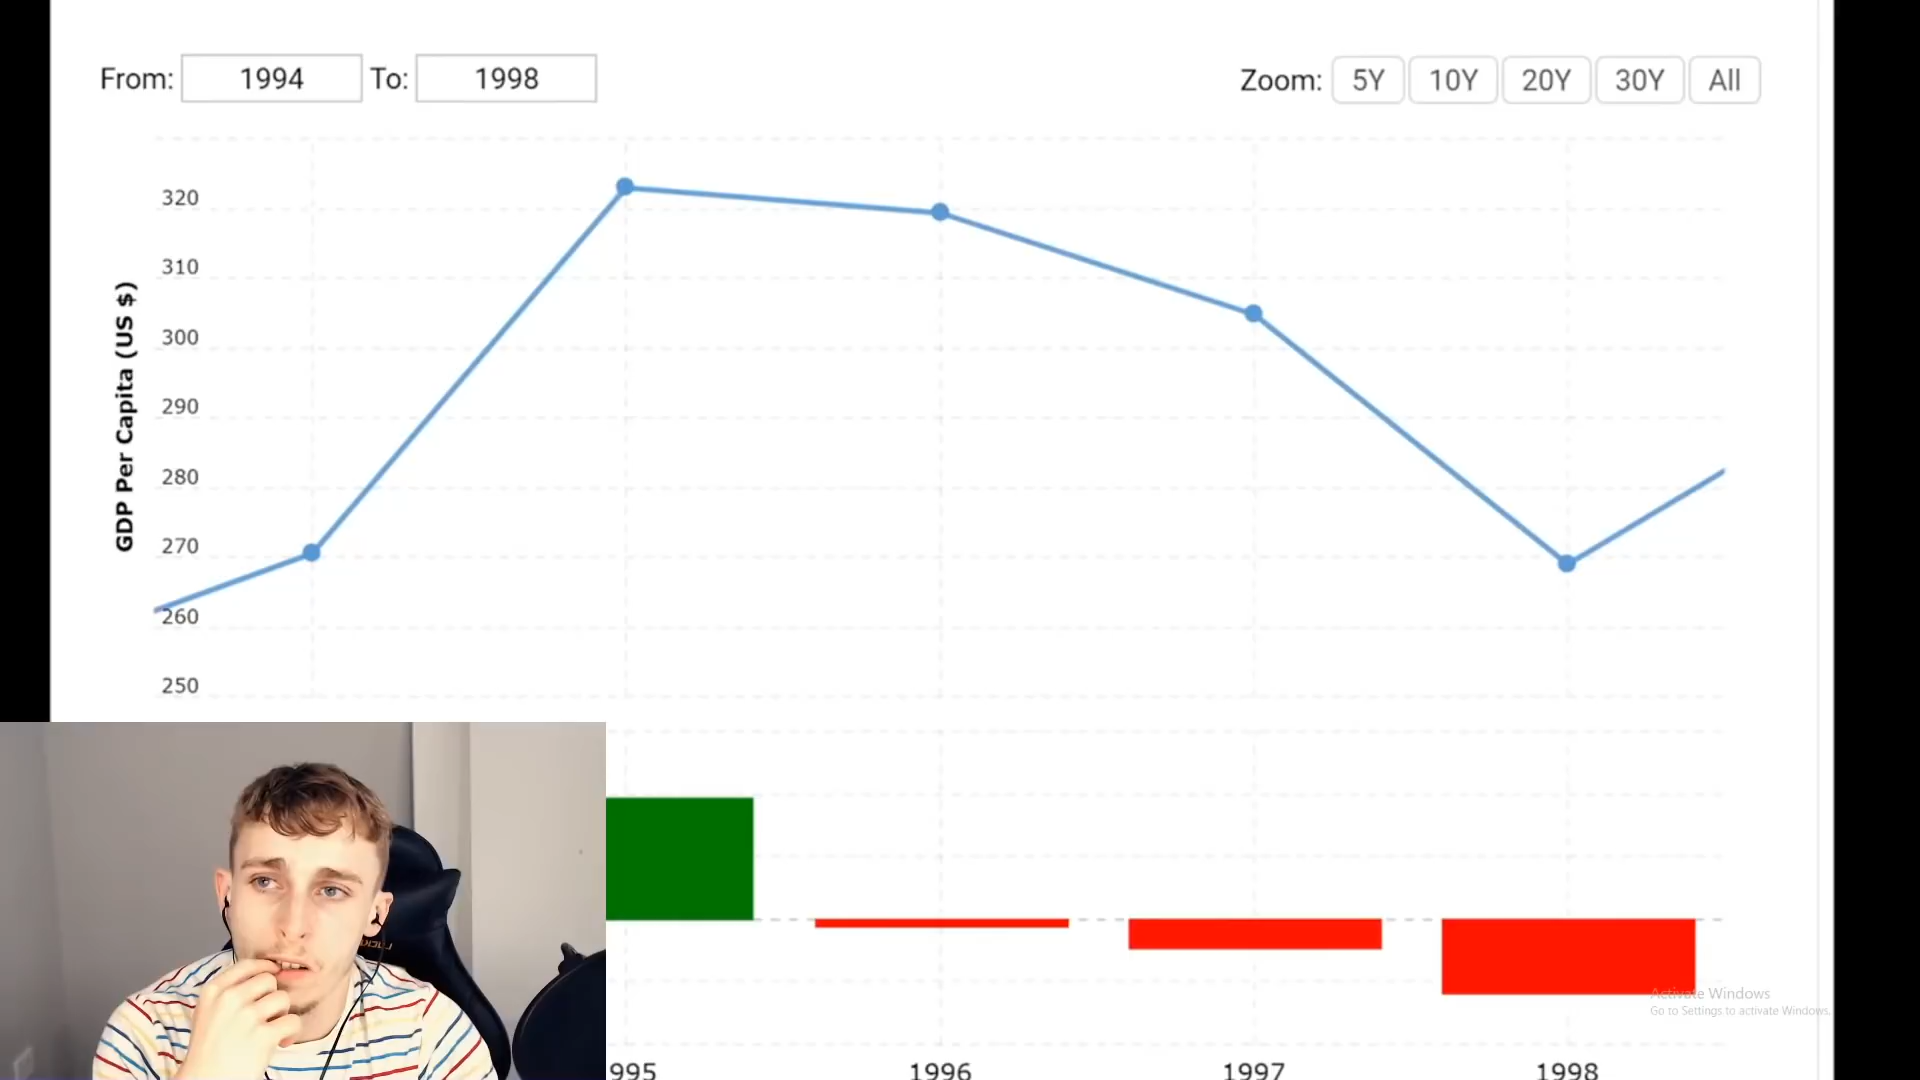 From: 1994 To: 1998
Zoom: 5Y 10Y 20Y 30Y All
GDP Per Capita (US $)
320
310
300
290
280
270
260
250
995 1996 1997 1998
Activate Windows
Go to Settings to activate Windows.